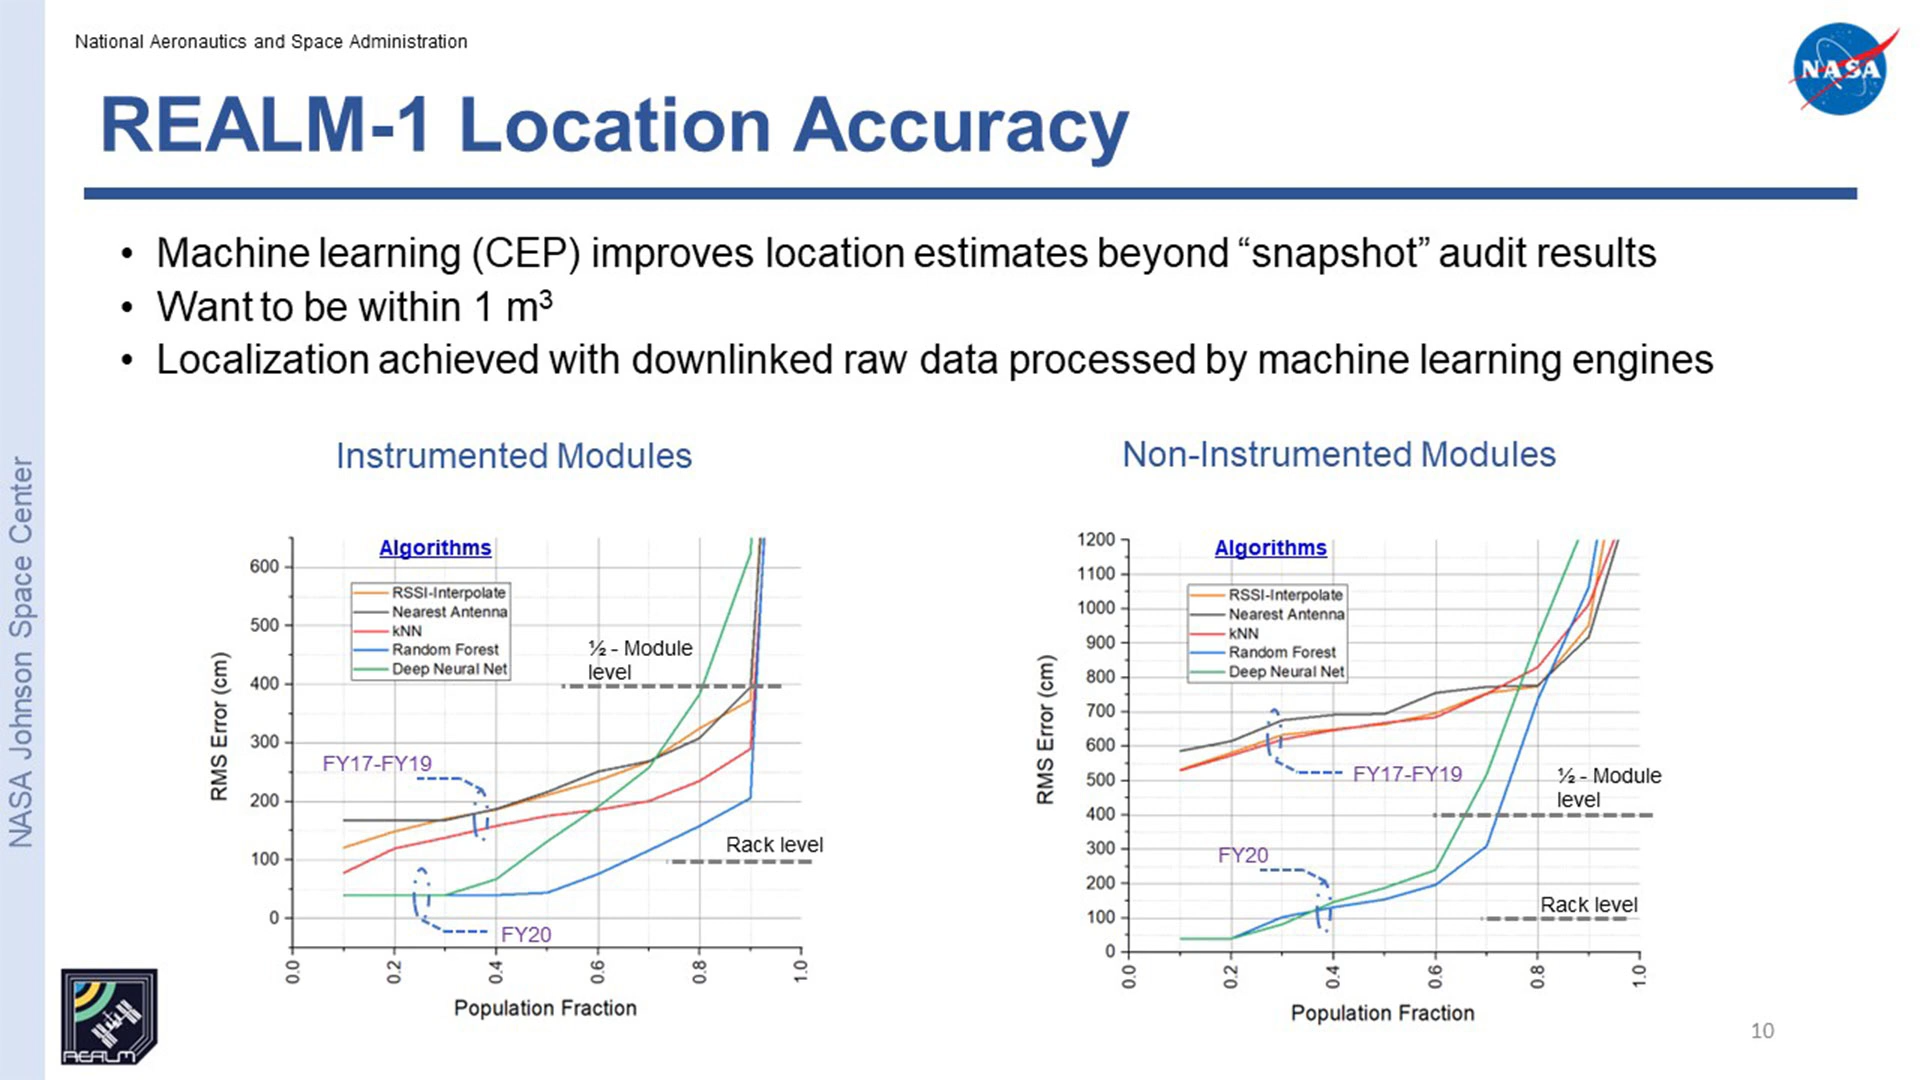 National Aeronautics and Space Administration
NASA
REALM-1 Location Accuracy
• Machine learning (CEP) improves location estimates beyond “snapshot” audit results
• Want to be within 1 m³
• Localization achieved with downlinked raw data processed by machine learning engines
NASA Johnson Space Center
Instrumented Modules
Algorithms
RSSI-Interpolate
Nearest Antenna
kNN
Random Forest
Deep Neural Net
½ - Module
level
FY17-FY19
Rack level
FY20
RMS Error (cm)
600
500
400
300
200
100
0
0.0
0.2
0.4
0.6
0.8
1.0
Population Fraction
Non-Instrumented Modules
Algorithms
RSSI-Interpolate
Nearest Antenna
kNN
Random Forest
Deep Neural Net
FY17-FY19
½ - Module
level
FY20
Rack level
RMS Error (cm)
1200
1100
1000
900
800
700
600
500
400
300
200
100
0
0.0
0.2
0.4
0.6
0.8
1.0
Population Fraction
REALM
10